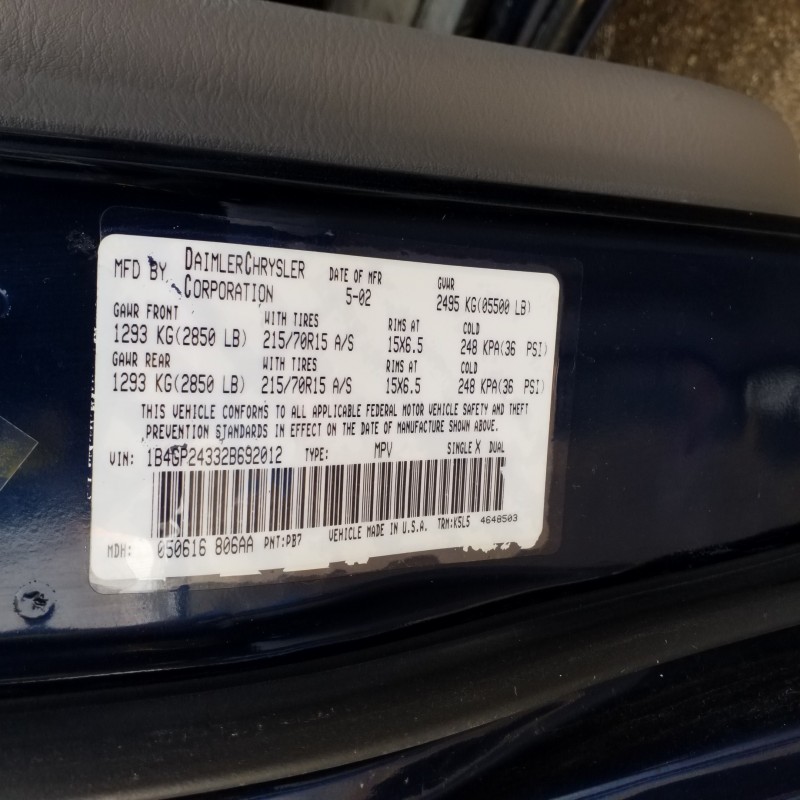 MFD BY DAIMLERCHRYSLER CORPORATION DATE OF MFR 5-02 GVWR 2495 KG(05500 LB)
GAWR FRONT WITH TIRES RIMS AT COLD
1293 KG(2850 LB) 215/70R15 A/S 15X6.5 248 KPA(36 PSI)
GAWR REAR WITH TIRES RIMS AT COLD
1293 KG(2850 LB) 215/70R15 A/S 15X6.5 248 KPA(36 PSI)
THIS VEHICLE CONFORMS TO ALL APPLICABLE FEDERAL MOTOR VEHICLE SAFETY AND THEFT
PREVENTION STANDARDS IN EFFECT ON THE DATE OF MANUFACTURE SHOWN ABOVE.
VIN: 1B4GP24332B692012 TYPE: MPV SINGLE X DUAL
MDH: 050616 806AA PNT:PB7 VEHICLE MADE IN U.S.A. TRM:K5L5 4648503